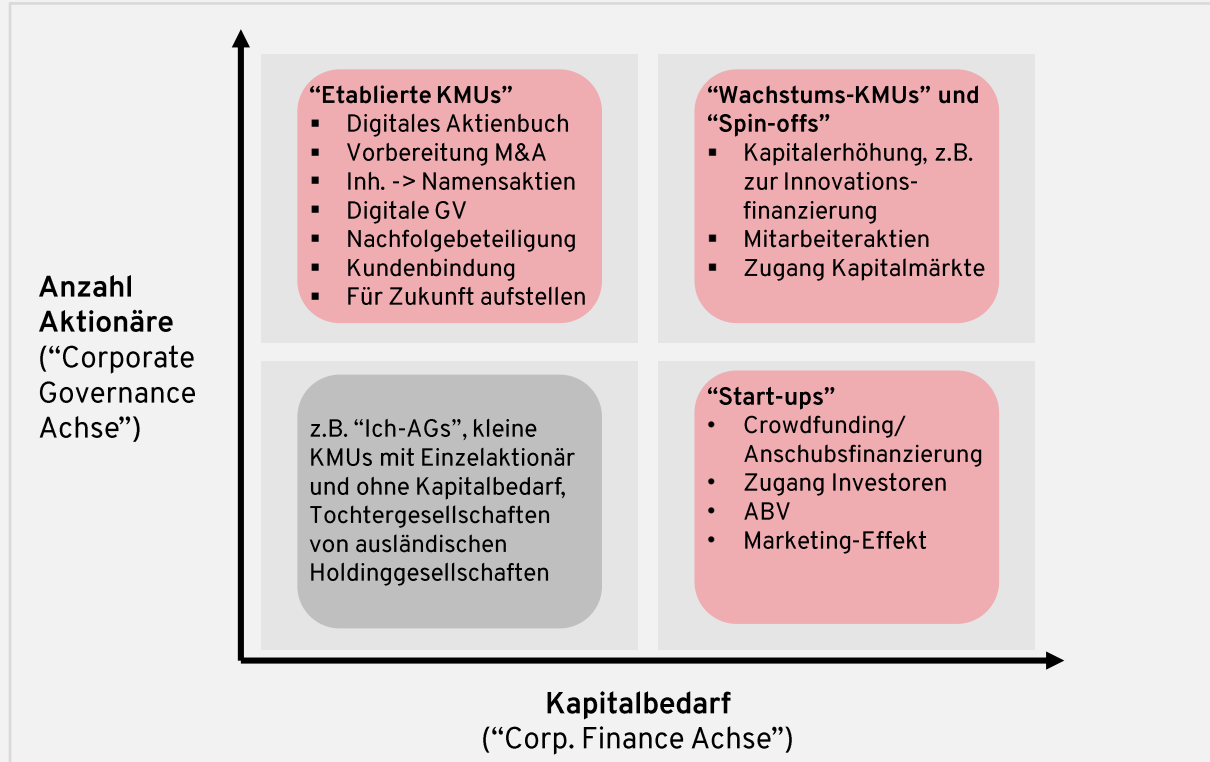 “Etablierte KMUs”
▪ Digitales Aktienbuch
▪ Vorbereitung M&A
▪ Inh. -> Namensaktien
▪ Digitale GV
▪ Nachfolgebeteiligung
▪ Kundenbindung
▪ Für Zukunft aufstellen
“Wachstums-KMUs” und
“Spin-offs”
▪ Kapitalerhöhung, z.B.
zur Innovations-
finanzierung
▪ Mitarbeiteraktien
▪ Zugang Kapitalmärkte
Anzahl
Aktionäre
(“Corporate
Governance
Achse”)
z.B. “Ich-AGs”, kleine
KMUs mit Einzelaktionär
und ohne Kapitalbedarf,
Tochtergesellschaften
von ausländischen
Holdinggesellschaften
“Start-ups”
• Crowdfunding/
Anschubsfinanzierung
• Zugang Investoren
• ABV
• Marketing-Effekt
Kapitalbedarf
(“Corp. Finance Achse”)